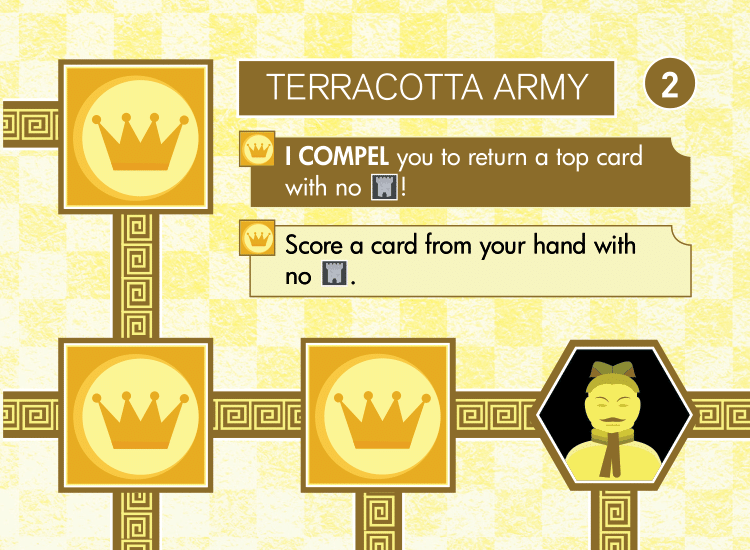 TERRACOTTA ARMY
2
I COMPEL you to return a top card
with no !
Score a card from your hand with
no .